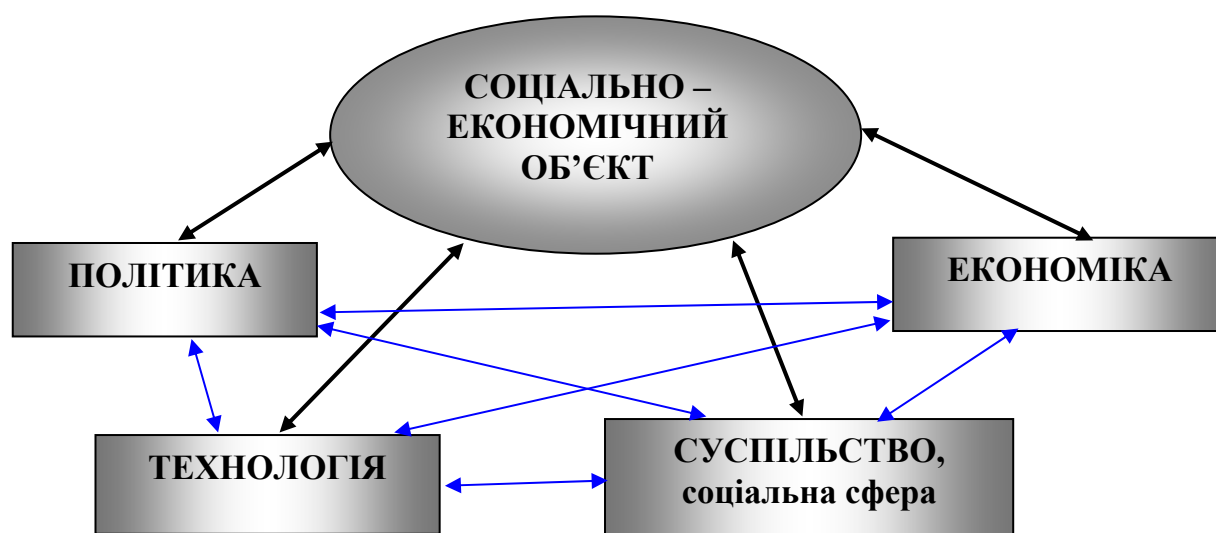 СОЦІАЛЬНО –
ЕКОНОМІЧНИЙ
ОБ’ЄКТ
ПОЛІТИКА
ЕКОНОМІКА
ТЕХНОЛОГІЯ
СУСПІЛЬСТВО,
соціальна сфера